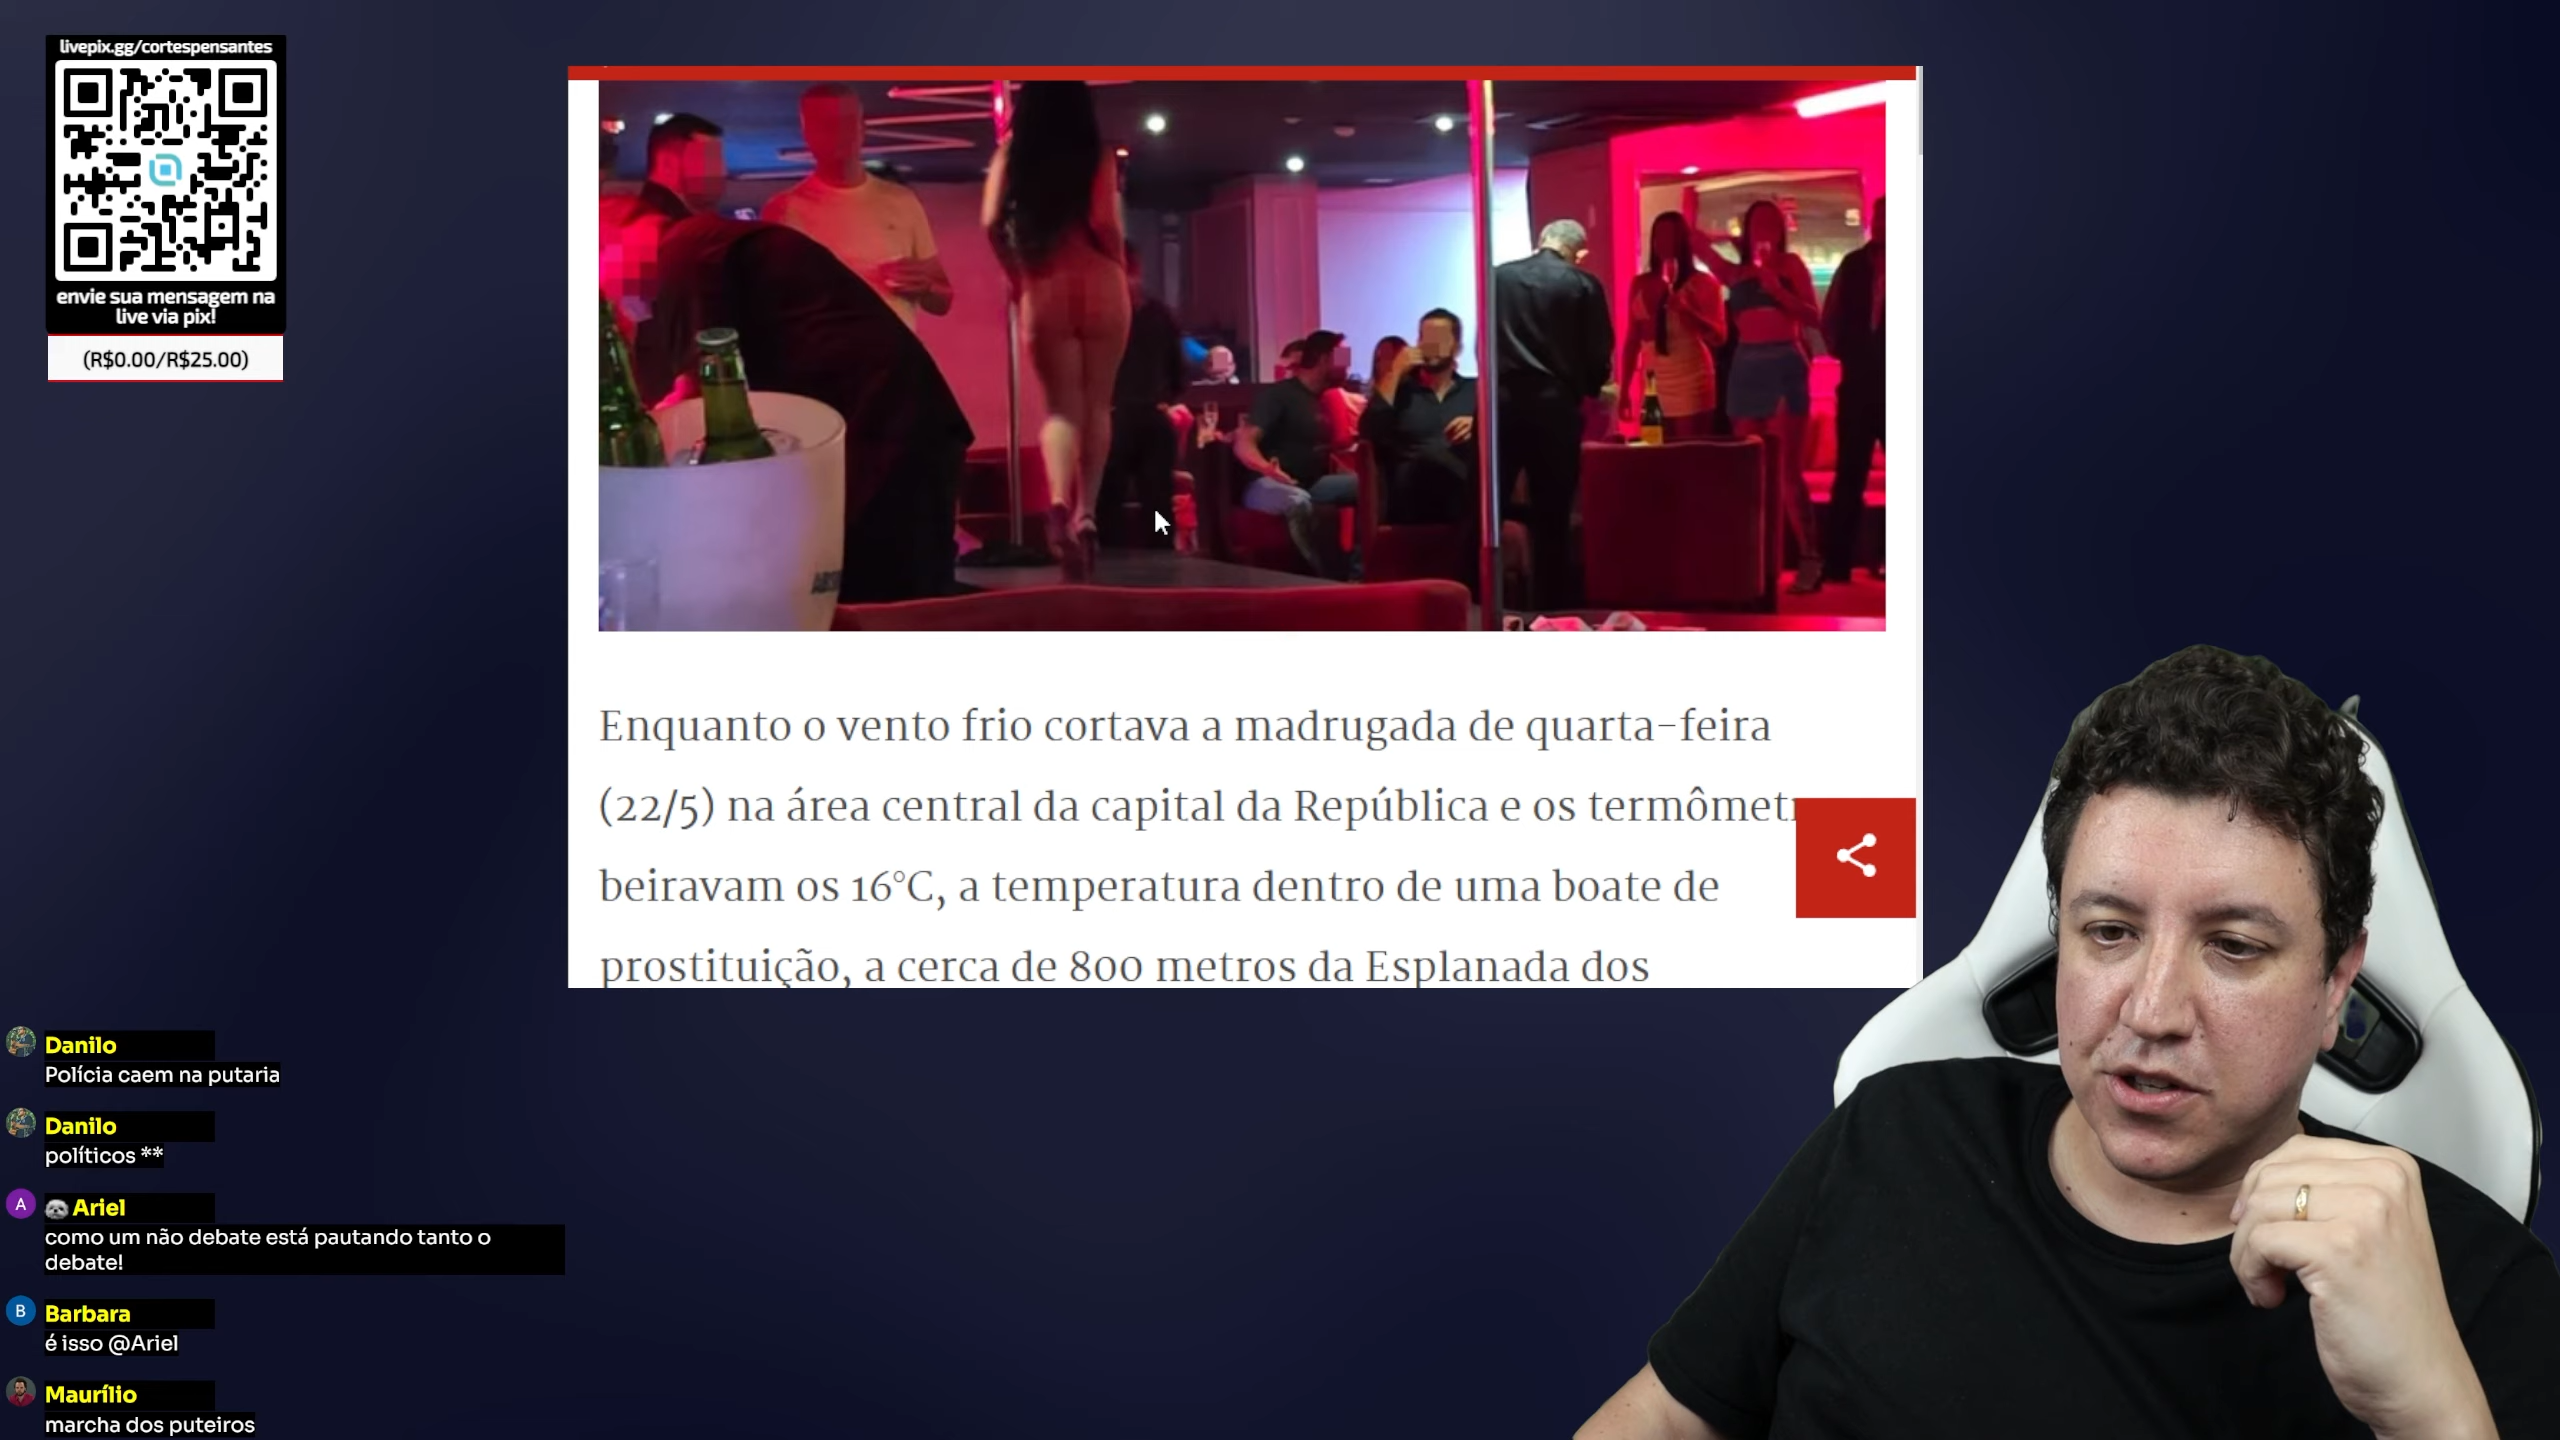 livepix.gg/cortespensantes
envie sua mensagem na
live via pix!
(R$0.00/R$25.00)
Enquanto o vento frio cortava a madrugada de quarta-feira
(22/5) na área central da capital da República e os termômet
beiravam os 16°C, a temperatura dentro de uma boate de
prostituição, a cerca de 800 metros da Esplanada dos
Danilo
Polícia caem na putaria
Danilo
políticos **
A
Ariel
como um não debate está pautando tanto o
debate!
B
Barbara
é isso @Ariel
Maurílio
marcha dos puteiros